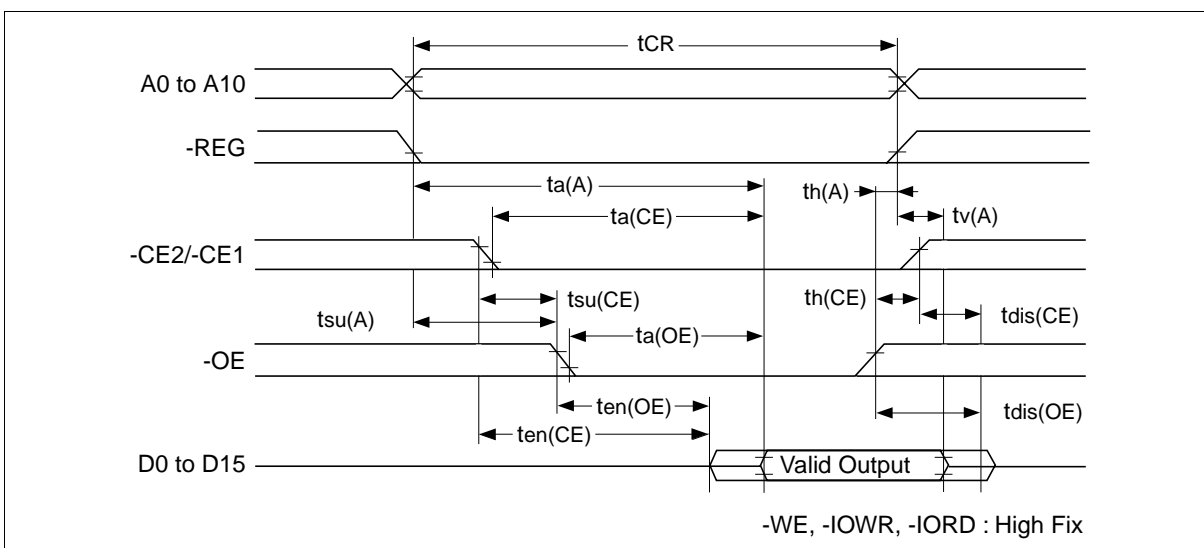 tCR
A0 to A10
-REG
ta(A)
th(A)
ta(CE)
tv(A)
-CE2/-CE1
tsu(CE)
th(CE)
tsu(A)
tdis(CE)
ta(OE)
-OE
ten(OE)
tdis(OE)
ten(CE)
D0 to D15
Valid Output
-WE, -IOWR, -IORD : High Fix